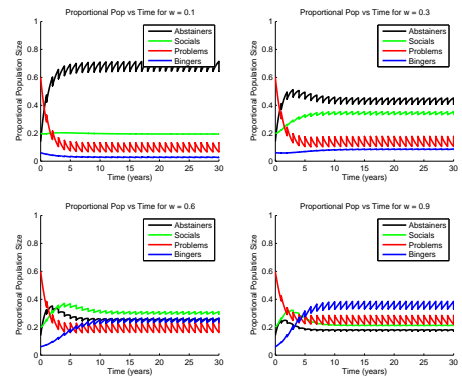 Proportional Pop vs Time for w = 0.1
Proportional Population Size
1
0.8
0.6
0.4
0.2
0
0 5 10 15 20 25 30
Time (years)
Abstainers
Socials
Problems
Bingers
Proportional Pop vs Time for w = 0.3
Proportional Population Size
1
0.8
0.6
0.4
0.2
0
0 5 10 15 20 25 30
Time (years)
Abstainers
Socials
Problems
Bingers
Proportional Pop vs Time for w = 0.6
Proportional Population Size
1
0.8
0.6
0.4
0.2
0
0 5 10 15 20 25 30
Time (years)
Abstainers
Socials
Problems
Bingers
Proportional Pop vs Time for w = 0.9
Proportional Population Size
1
0.8
0.6
0.4
0.2
0
0 5 10 15 20 25 30
Time (years)
Abstainers
Socials
Problems
Bingers